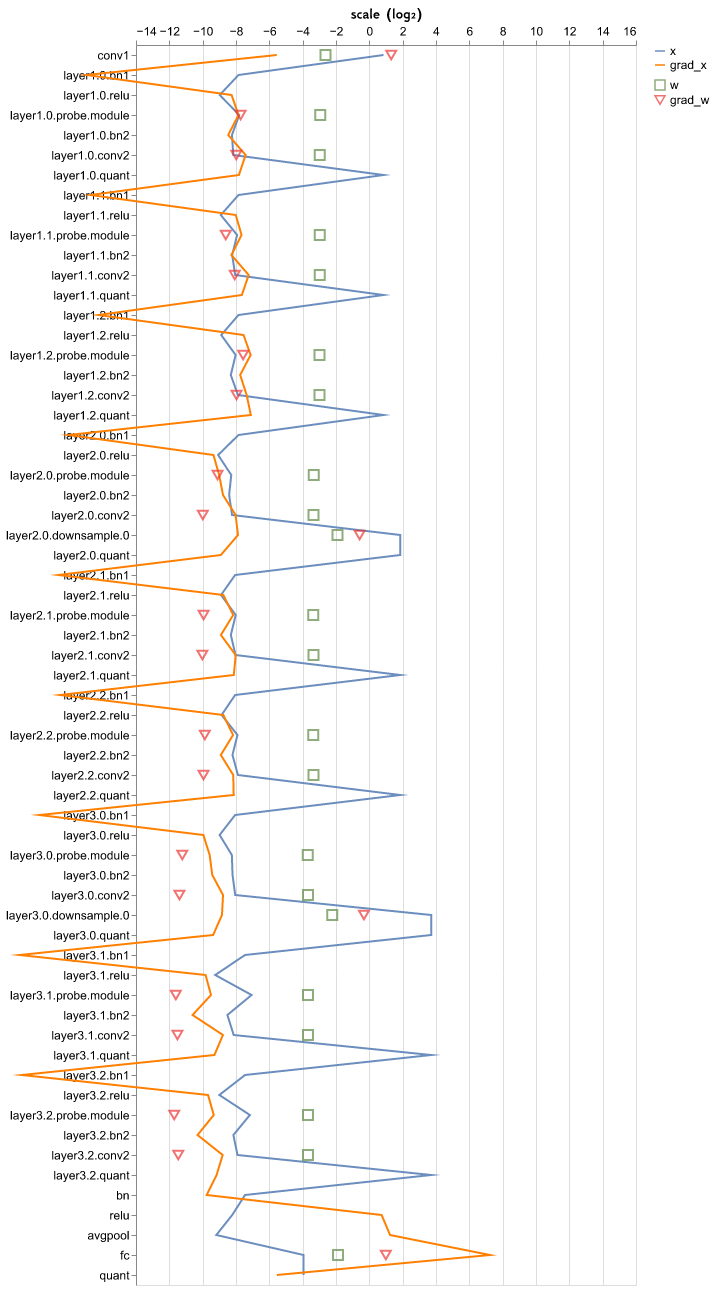 scale (log₂)
−14 −12 −10 −8 −6 −4 −2 0 2 4 6 8 10 12 14 16
x
grad_x
w
grad_w
conv1
layer1.0.bn1
layer1.0.relu
layer1.0.probe.module
layer1.0.bn2
layer1.0.conv2
layer1.0.quant
layer1.1.bn1
layer1.1.relu
layer1.1.probe.module
layer1.1.bn2
layer1.1.conv2
layer1.1.quant
layer1.2.bn1
layer1.2.relu
layer1.2.probe.module
layer1.2.bn2
layer1.2.conv2
layer1.2.quant
layer2.0.bn1
layer2.0.relu
layer2.0.probe.module
layer2.0.bn2
layer2.0.conv2
layer2.0.downsample.0
layer2.0.quant
layer2.1.bn1
layer2.1.relu
layer2.1.probe.module
layer2.1.bn2
layer2.1.conv2
layer2.1.quant
layer2.2.bn1
layer2.2.relu
layer2.2.probe.module
layer2.2.bn2
layer2.2.conv2
layer2.2.quant
layer3.0.bn1
layer3.0.relu
layer3.0.probe.module
layer3.0.bn2
layer3.0.conv2
layer3.0.downsample.0
layer3.0.quant
layer3.1.bn1
layer3.1.relu
layer3.1.probe.module
layer3.1.bn2
layer3.1.conv2
layer3.1.quant
layer3.2.bn1
layer3.2.relu
layer3.2.probe.module
layer3.2.bn2
layer3.2.conv2
layer3.2.quant
bn
relu
avgpool
fc
quant